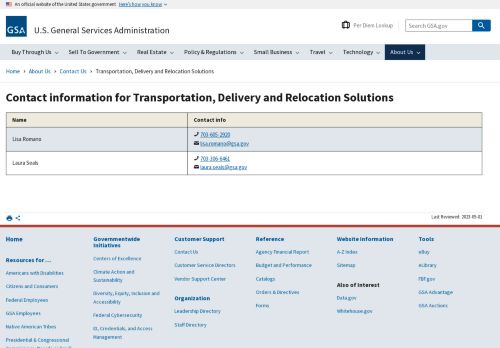 An official website of the United States government Here's how you know
GSA U.S. General Services Administration
Per Diem Lookup
Search GSA.gov
Buy Through Us
Sell To Government
Real Estate
Policy & Regulations
Small Business
Travel
Technology
About Us
Home › About Us › Contact Us › Transportation, Delivery and Relocation Solutions
Contact information for Transportation, Delivery and Relocation Solutions
Name Contact info
Lisa Romano
703-605-2920
lisa.romano@gsa.gov
Laura Seals
703-306-6461
laura.seals@gsa.gov
Last Reviewed: 2023-05-01
Home
Resources for....
Americans with Disabilities
Citizens and Consumers
Federal Employees
GSA Employees
Native American Tribes
Presidential & Congressional
Governmentwide
Initiatives
Centers of Excellence
Climate Action and
Sustainability
Diversity, Equity, Inclusion and
Accessibility
Federal Cybersecurity
ID, Credentials, and Access
Management
Customer Support
Contact Us
Customer Service Directors
Vendor Support Center
Organization
Leadership Directory
Staff Directory
Reference
Agency Financial Report
Budget and Performance
Catalogs
Orders & Directives
Forms
Website Information
A-Z Index
Sitemap
Also of Interest
Data.gov
Whitehouse.gov
Tools
eBuy
eLibrary
FBF.gov
GSA Advantage
GSA Auctions